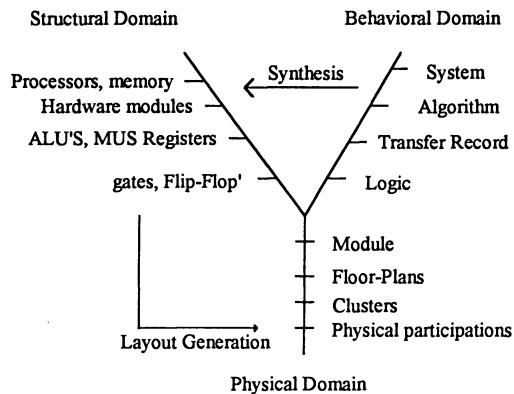 Structural Domain
Behavioral Domain
Processors, memory
Synthesis
System
Hardware modules
Algorithm
ALU'S, MUS Registers
Transfer Record
gates, Flip-Flop'
Logic
Module
Floor-Plans
Clusters
Layout Generation
Physical participations
Physical Domain